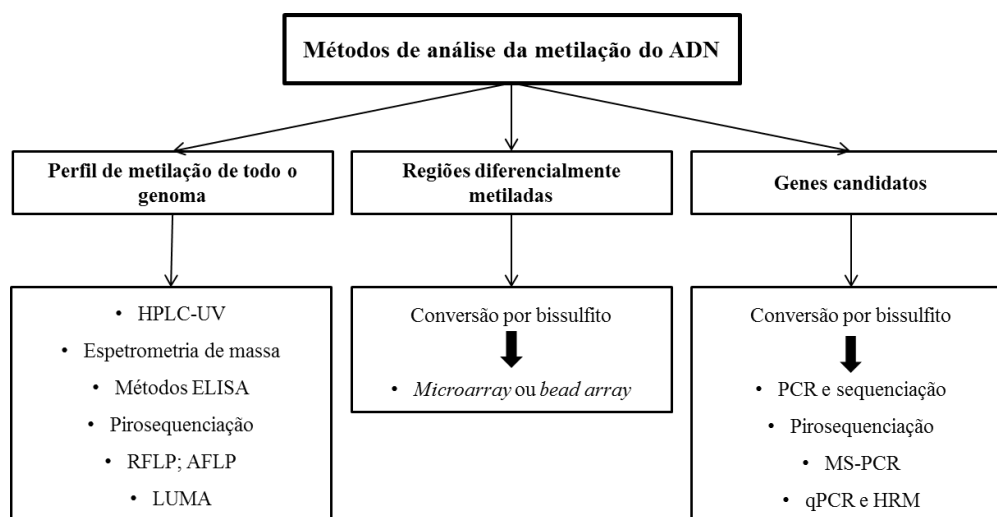 Métodos de análise da metilação do ADN
Perfil de metilação de todo o
genoma
Regiões diferencialmente
metiladas
Genes candidatos
• HPLC-UV
• Espetrometria de massa
• Métodos ELISA
• Pirosequenciação
• RFLP; AFLP
• LUMA
Conversão por bissulfito
• Microarray ou bead array
Conversão por bissulfito
• PCR e sequenciação
• Pirosequenciação
• MS-PCR
• qPCR e HRM